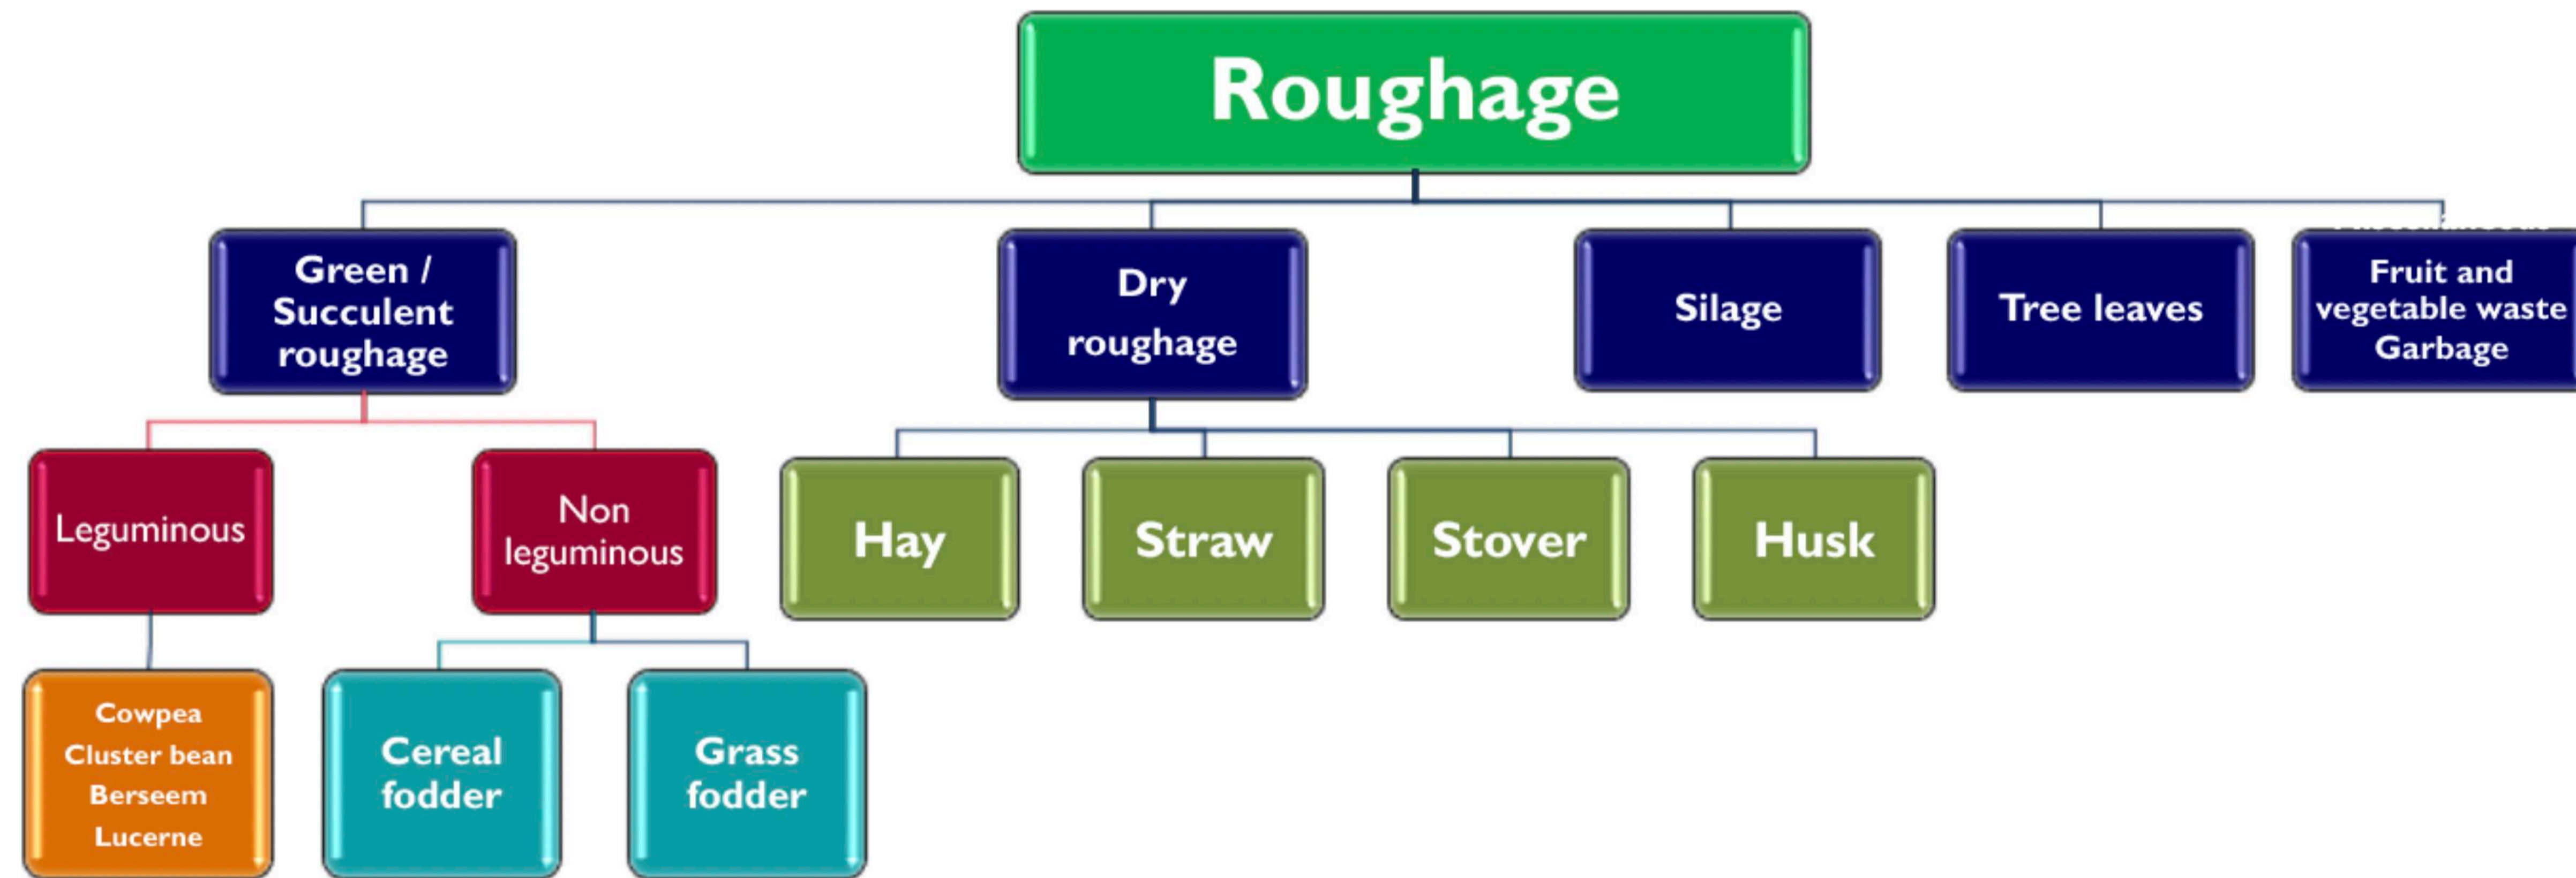 Roughage
Green /
Succulent
roughage
Dry
roughage
Silage
Tree leaves
Fruit and
vegetable waste
Garbage
Leguminous
Non
leguminous
Hay
Straw
Stover
Husk
Cowpea
Cluster bean
Berseem
Lucerne
Cereal
fodder
Grass
fodder